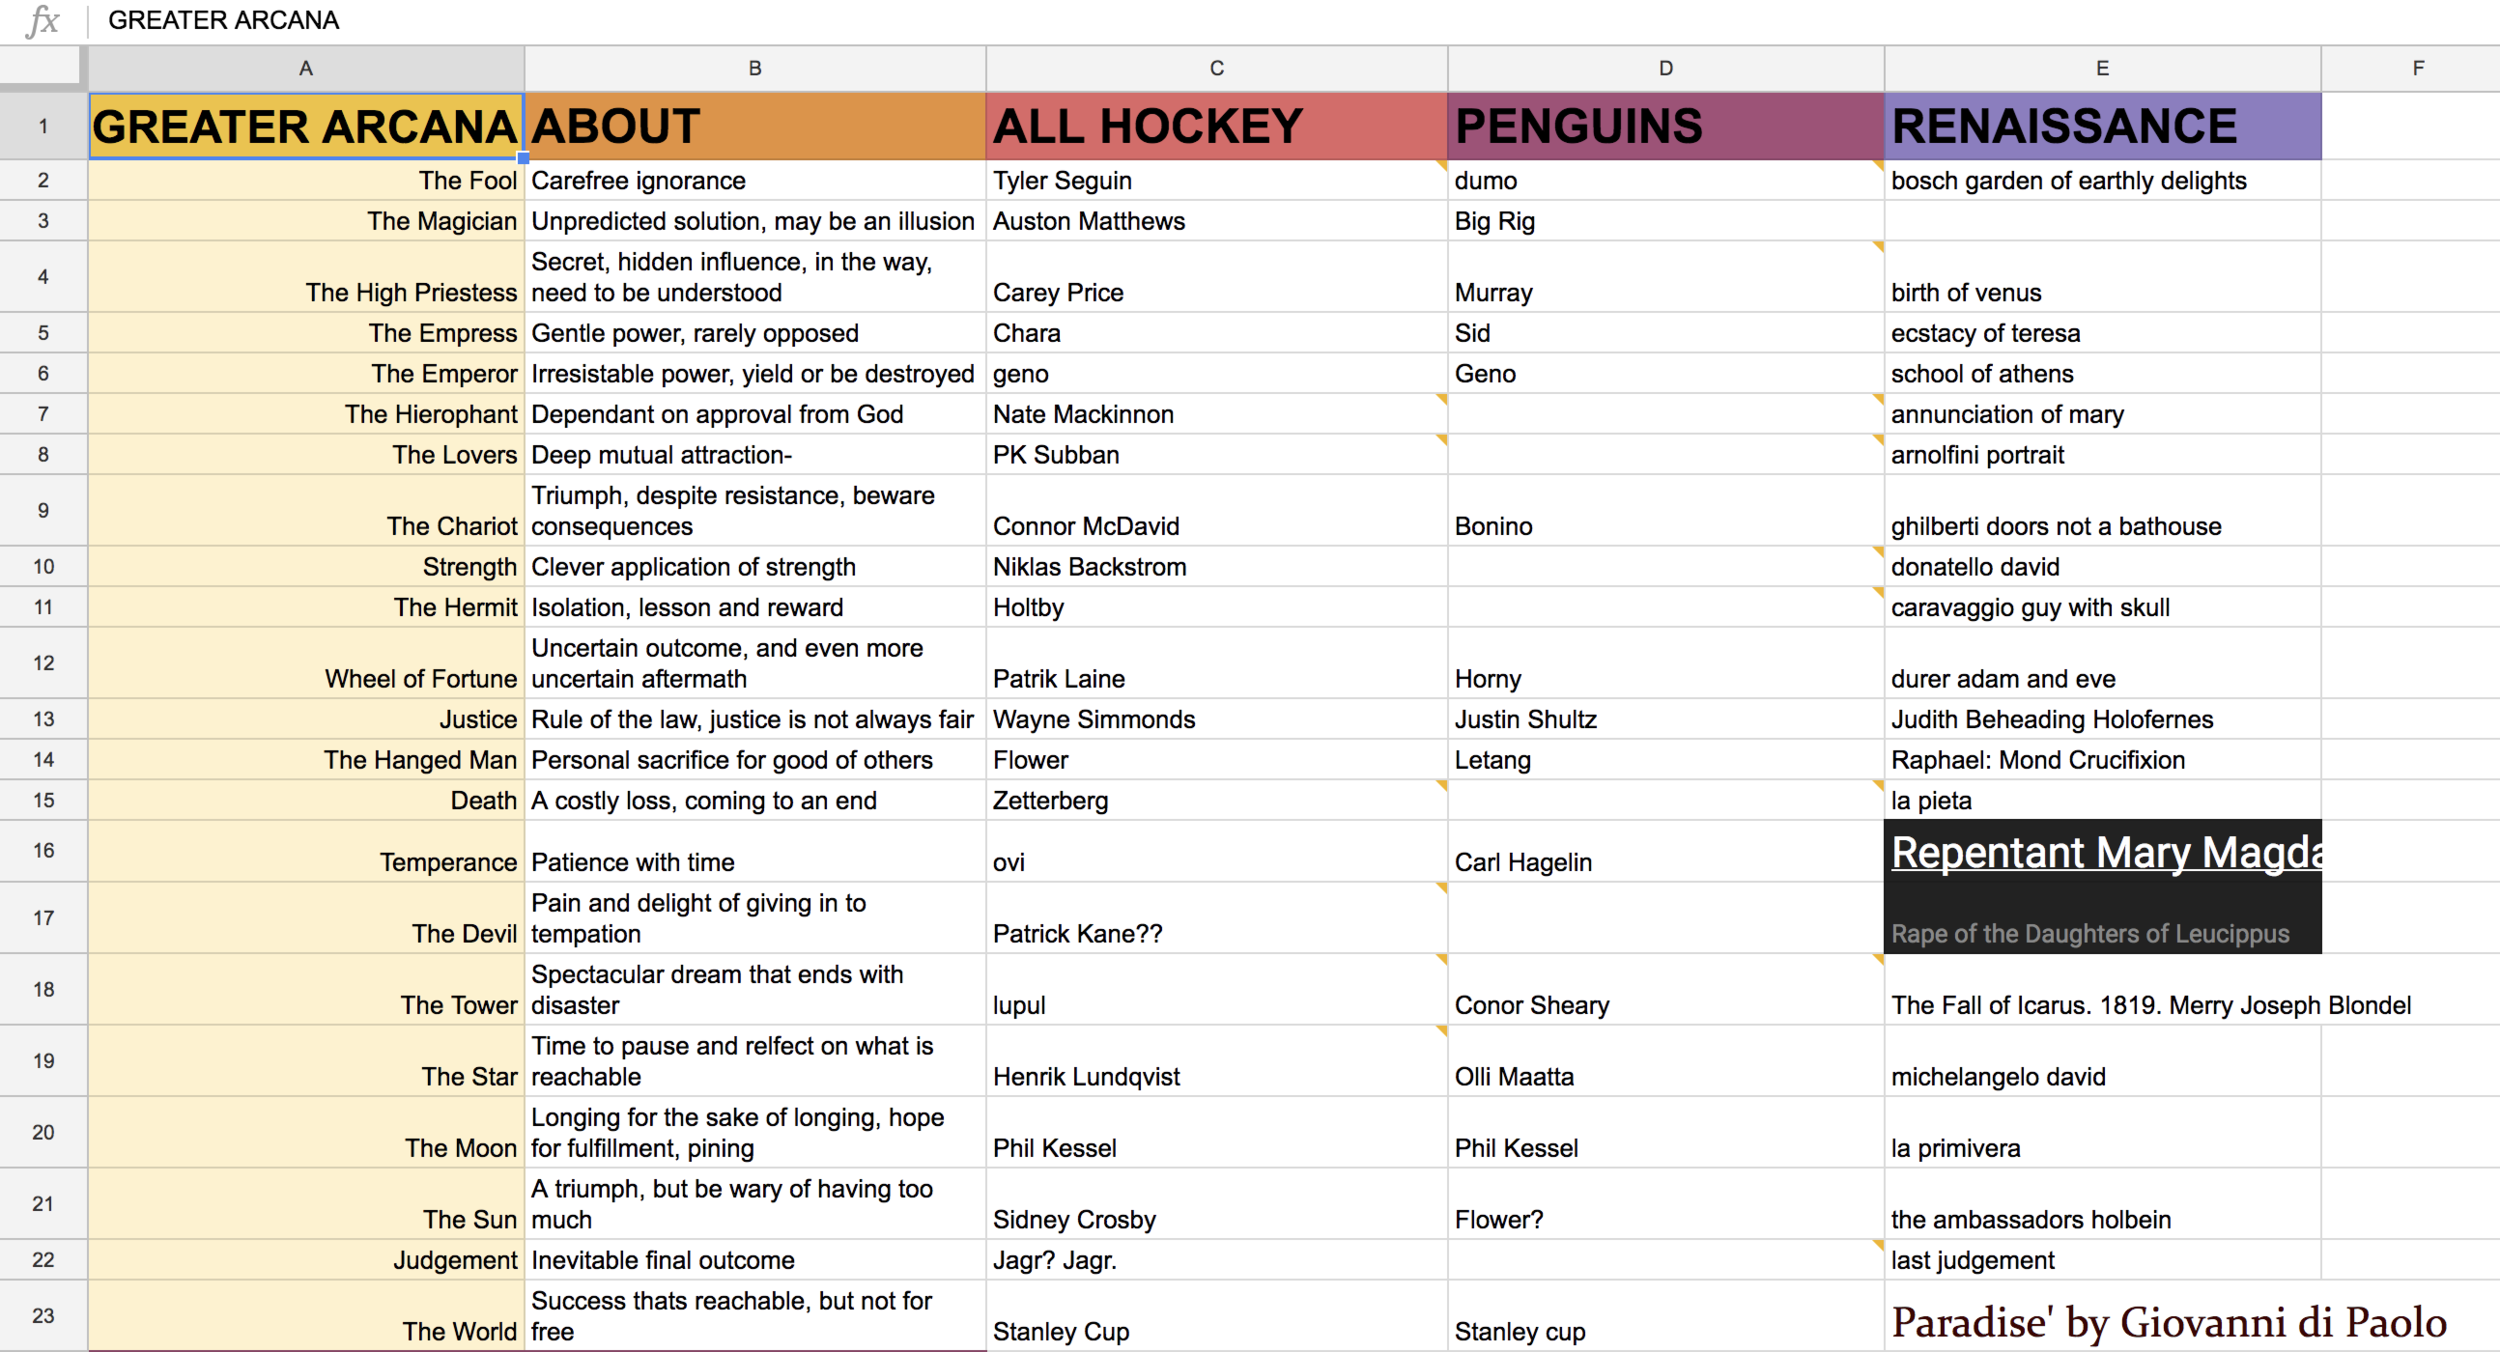 fx GREATER ARCANA
A B C D E F
1 GREATER ARCANA ABOUT ALL HOCKEY PENGUINS RENAISSANCE
2 The Fool Carefree ignorance Tyler Seguin dumo bosch garden of earthly delights
3 The Magician Unpredicted solution, may be an illusion Auston Matthews Big Rig
Secret, hidden influence, in the way,
4 The High Priestess need to be understood Carey Price Murray birth of venus
5 The Empress Gentle power, rarely opposed Chara Sid ecstacy of teresa
6 The Emperor Irresistable power, yield or be destroyed geno Geno school of athens
7 The Hierophant Dependant on approval from God Nate Mackinnon annunciation of mary
8 The Lovers Deep mutual attraction- PK Subban arnolfini portrait
Triumph, despite resistance, beware
9 The Chariot consequences Connor McDavid Bonino ghilberti doors not a bathouse
10 Strength Clever application of strength Niklas Backstrom donatello david
11 The Hermit Isolation, lesson and reward Holtby caravaggio guy with skull
Uncertain outcome, and even more
12 Wheel of Fortune uncertain aftermath Patrik Laine Horny durer adam and eve
13 Justice Rule of the law, justice is not always fair Wayne Simmonds Justin Shultz Judith Beheading Holofernes
14 The Hanged Man Personal sacrifice for good of others Flower Letang Raphael: Mond Crucifixion
15 Death A costly loss, coming to an end Zetterberg la pieta
16 Temperance Patience with time ovi Carl Hagelin Repentant Mary Magda
Pain and delight of giving in to
17 The Devil tempation Patrick Kane?? Rape of the Daughters of Leucippus
Spectacular dream that ends with
18 The Tower disaster lupul Conor Sheary The Fall of Icarus. 1819. Merry Joseph Blondel
Time to pause and relfect on what is
19 The Star reachable Henrik Lundqvist Olli Maatta michelangelo david
Longing for the sake of longing, hope
20 The Moon for fulfillment, pining Phil Kessel Phil Kessel la primivera
A triumph, but be wary of having too
21 The Sun much Sidney Crosby Flower? the ambassadors holbein
22 Judgement Inevitable final outcome Jagr? Jagr. last judgement
Success thats reachable, but not for
23 The World free Stanley Cup Stanley cup Paradise' by Giovanni di Paolo